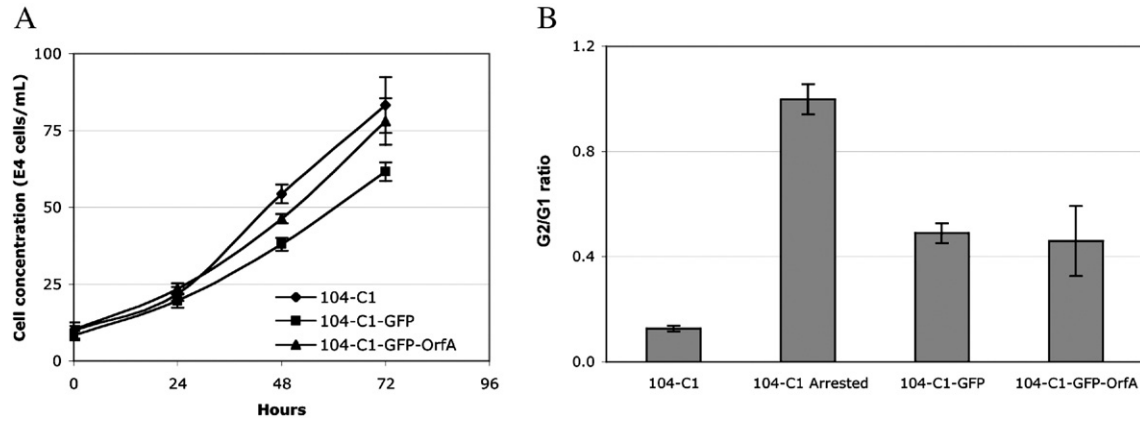 A
Cell concentration (E4 cells/mL)
100
75
50
25
0
104-C1
104-C1-GFP
104-C1-GFP-OrfA
0 24 48 72 96
Hours
B
G2/G1 ratio
1.2
0.8
0.4
0.0
104-C1 104-C1 Arrested 104-C1-GFP 104-C1-GFP-OrfA